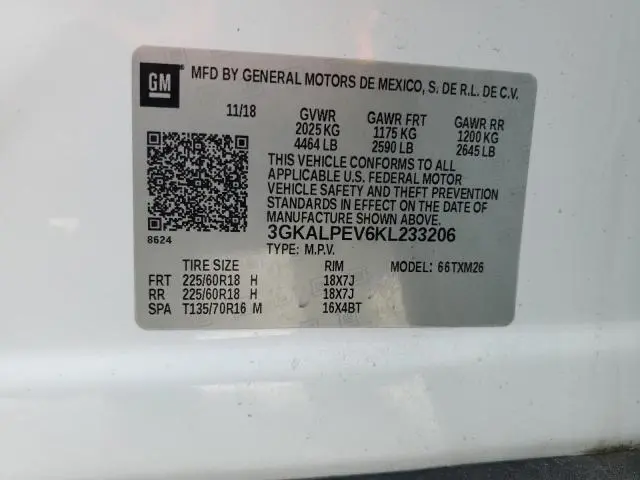 GM
MFD BY GENERAL MOTORS DE MEXICO, S. DE R.L. DE C.V.
11/18 GVWR GAWR FRT GAWR RR
2025 KG 1175 KG 1200 KG
4464 LB 2590 LB 2645 LB
THIS VEHICLE CONFORMS TO ALL
APPLICABLE U.S. FEDERAL MOTOR
VEHICLE SAFETY AND THEFT PREVENTION
STANDARDS IN EFFECT ON THE DATE OF
MANUFACTURE SHOWN ABOVE.
8624 3GKALPEV6KL233206
TYPE: M.P.V.
TIRE SIZE RIM MODEL: 66TXM26
FRT 225/60R18 H 18X7J
RR 225/60R18 H 18X7J
SPA T135/70R16 M 16X4BT